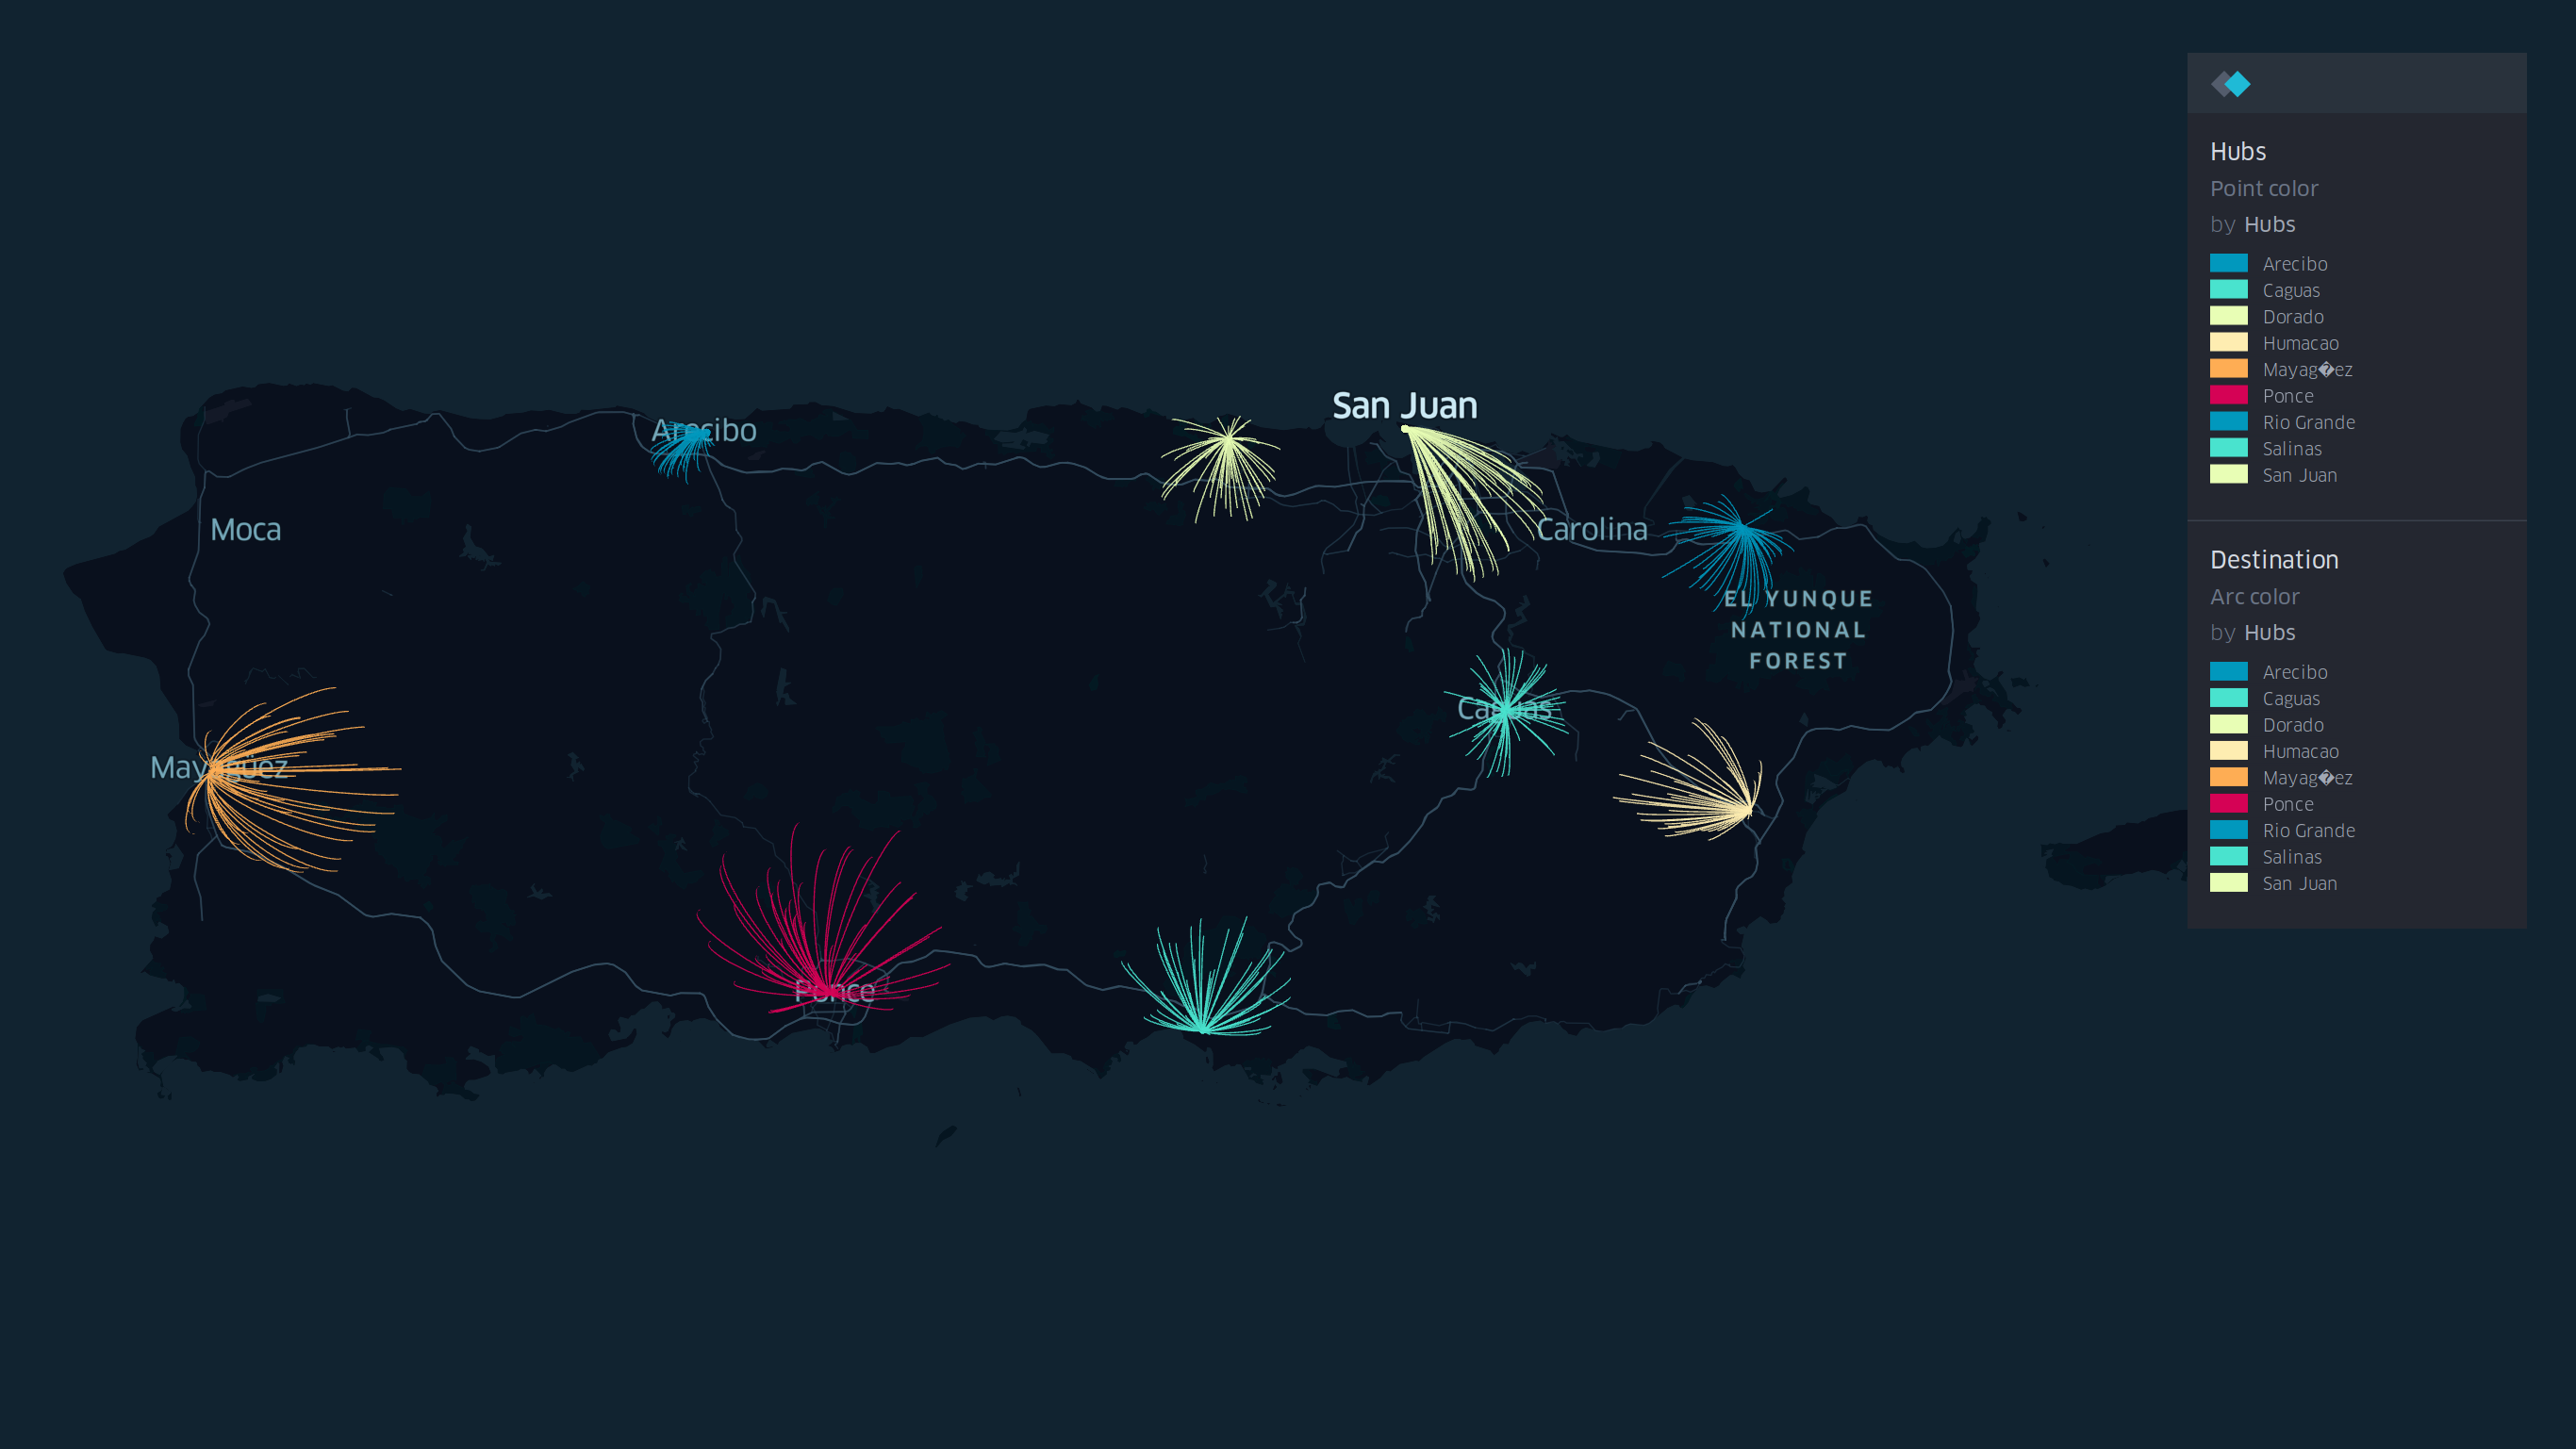 San Juan
Arecibo
Moca
Carolina
EL YUNQUE
NATIONAL
FOREST
Caguas
Mayagüez
Ponce
Hubs
Point color
by Hubs
Arecibo
Caguas
Dorado
Humacao
Mayag�ez
Ponce
Rio Grande
Salinas
San Juan
Destination
Arc color
by Hubs
Arecibo
Caguas
Dorado
Humacao
Mayag�ez
Ponce
Rio Grande
Salinas
San Juan